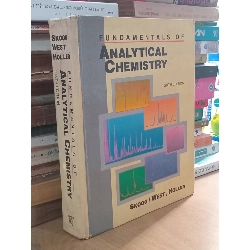 FUNDAMENTALS OF
ANALYTICAL
CHEMISTRY
SKOOG / WEST / HOLLER
SKOOG
WEST
HOLLER
FUNDAMENTALS OF
ANALYTICAL
CHEMISTRY